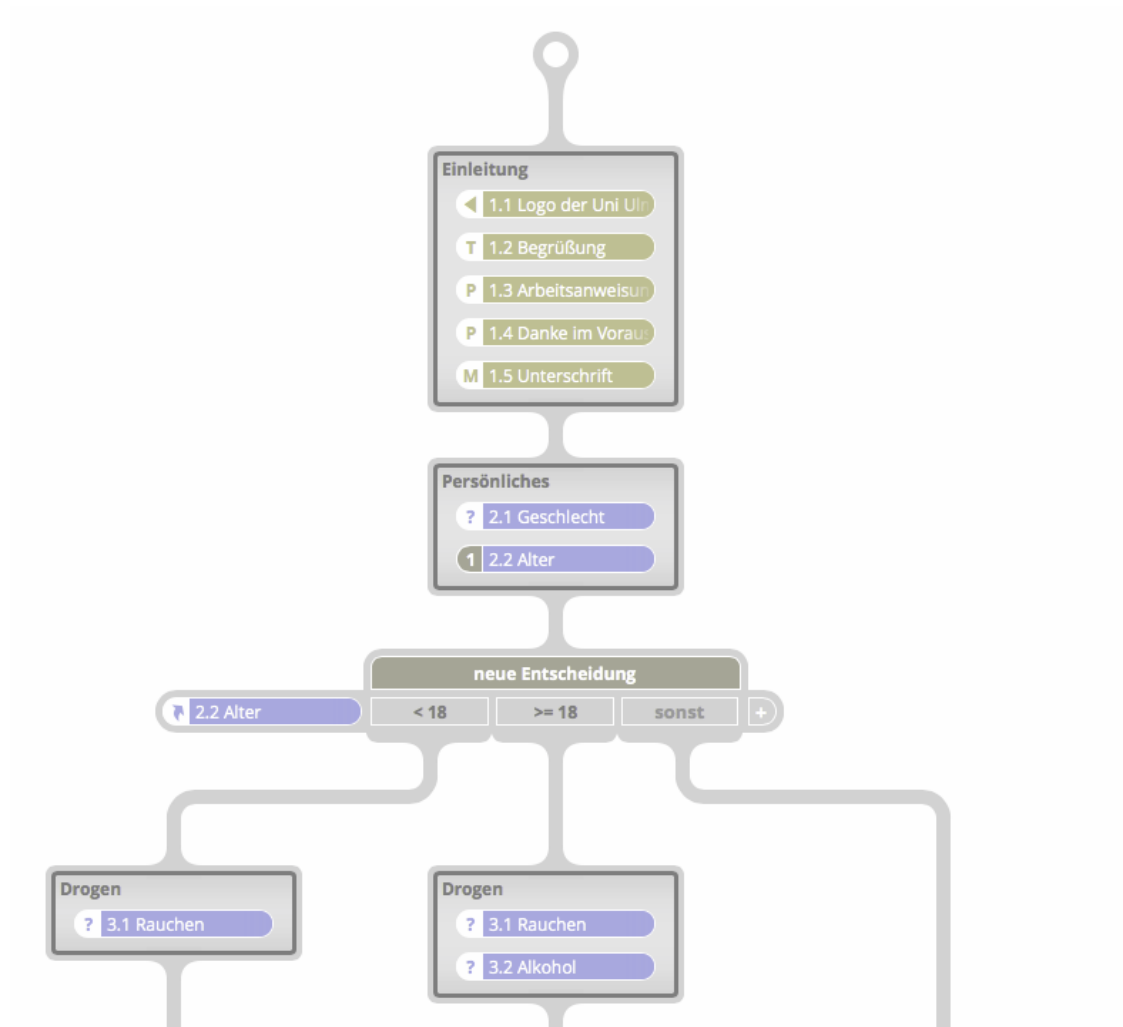 Einleitung
1.1 Logo der Uni Ulm
T 1.2 Begrüßung
P 1.3 Arbeitsanweisun
P 1.4 Danke im Voraus
M 1.5 Unterschrift
Persönliches
? 2.1 Geschlecht
1 2.2 Alter
neue Entscheidung
2.2 Alter < 18 >= 18 sonst +
Drogen Drogen
? 3.1 Rauchen ? 3.1 Rauchen
? 3.2 Alkohol